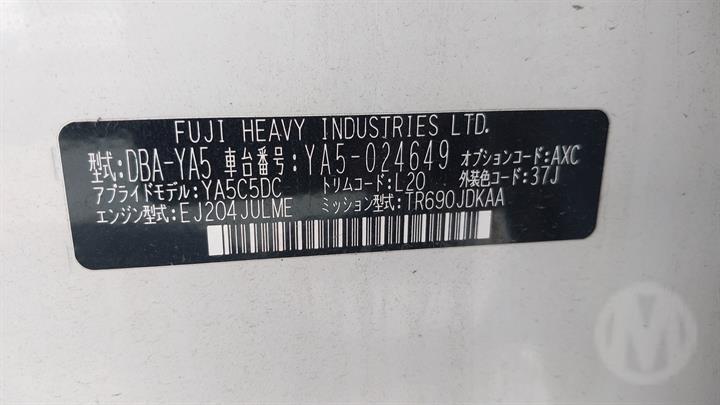 FUJI HEAVY INDUSTRIES LTD.
型式:DBA-YA5 車台番号:YA5-024649 オプションコード:AXC
アプライドモデル:YA5C5DC トリムコード:L20 外装色コード:37J
エンジン型式:EJ204JULME ミッション型式:TR690JDKAA
M